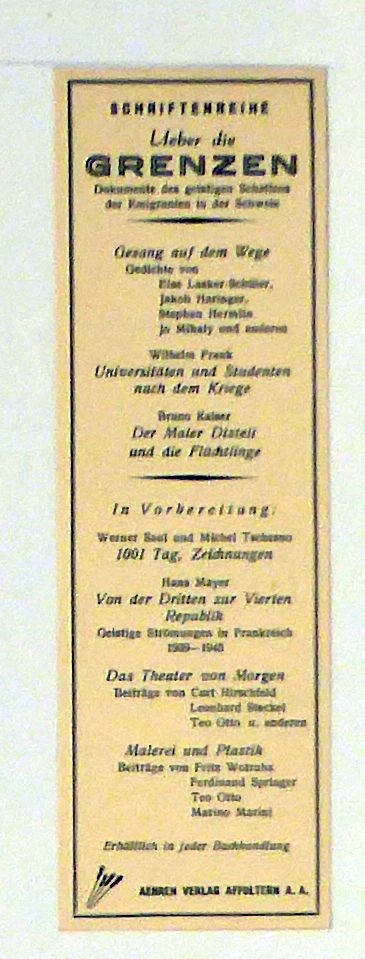 SCHRIFTENREIHE
Ueber die
GRENZEN
Dokumente des geistigen Schaffens
der Emigranten in der Schweiz
Gesang auf dem Wege
Gedichte von
Else Lasker-Schüler,
Jakob Haringer,
Stephan Hermlin
Jo Mihaly und anderen
Wilhelm Frank
Universitäten und Studenten
nach dem Kriege
Bruno Kaiser
Der Maler Disteli
und die Flüchtlinge
In Vorbereitung:
Werner Saul und Michel
1001 Tag, Zeichnungen
Hans Mayer
Von der Dritten zur Vierten
Republik
Geistige Strömungen in Frankreich
1939—1945
Das Theater von Morgen
Beiträge von Curt Hirschfeld
Leonhard Steckel
Teo Otto u. anderen
Malerei und Plastik
Beiträge von Fritz Wotruba
Ferdinand Springer
Teo Otto
Marino Marini
Erhältlich in jeder Buchhandlung
AEHREN VERLAG AFFOLTERN A. A.